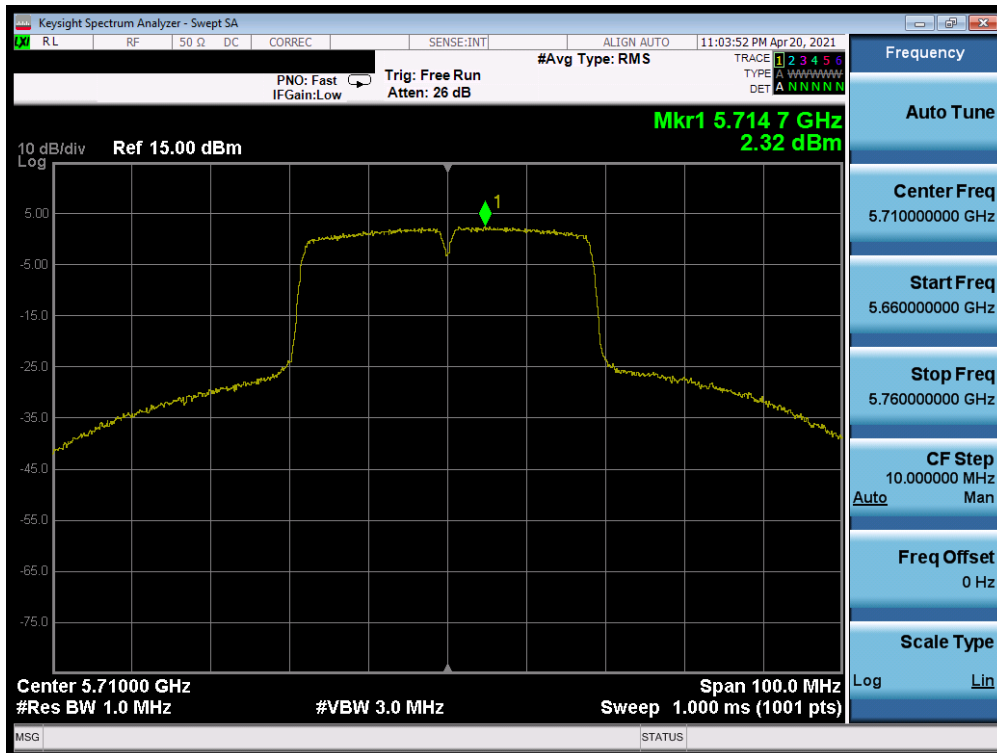 Keysight Spectrum Analyzer - Swept SA
LXI RL RF 50 Ω DC CORREC SENSE:INT ALIGN AUTO 11:03:52 PM Apr 20, 2021
#Avg Type: RMS TRACE 1 2 3 4 5 6
PNO: Fast Trig: Free Run TYPE A WWWWW
IFGain:Low Atten: 26 dB DET A N N N N N
Mkr1 5.714 7 GHz
10 dB/div Ref 15.00 dBm 2.32 dBm
Log
1
5.00
-5.00
-15.0
-25.0
-35.0
-45.0
-55.0
-65.0
-75.0
Center 5.71000 GHz Span 100.0 MHz
#Res BW 1.0 MHz #VBW 3.0 MHz Sweep 1.000 ms (1001 pts)
MSG STATUS
Frequency
Auto Tune
Center Freq
5.710000000 GHz
Start Freq
5.660000000 GHz
Stop Freq
5.760000000 GHz
CF Step
10.000000 MHz
Auto Man
Freq Offset
0 Hz
Scale Type
Log Lin